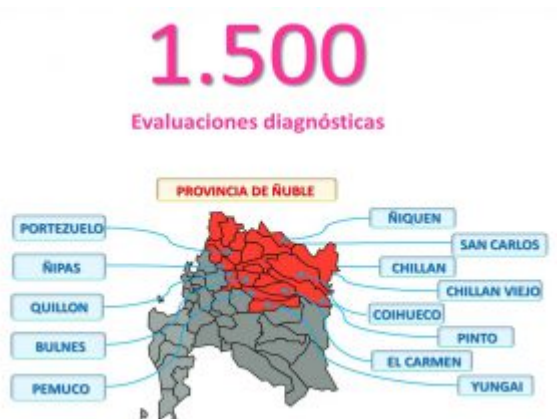 1.500
Evaluaciones diagnósticas
PROVINCIA DE ÑUBLE
PORTEZUELO
ÑIPAS
QUILLON
BULNES
PEMUCO
ÑIQUEN
SAN CARLOS
CHILLAN
CHILLAN VIEJO
COIHUECO
PINTO
EL CARMEN
YUNGAI